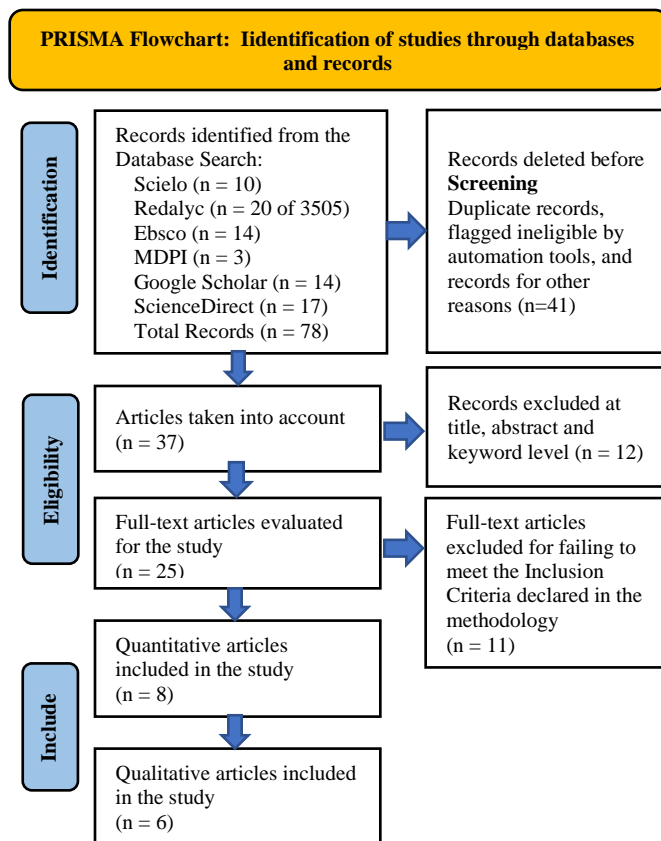 PRISMA Flowchart:  Iidentification of studies through databases
and records
Identification
Records identified from the
Database Search:
Scielo (n = 10)
Redalyc (n = 20 of 3505)
Ebsco (n = 14)
MDPI (n = 3)
Google Scholar (n = 14)
ScienceDirect (n = 17)
Total Records (n = 78)
Records deleted before
Screening
Duplicate records,
flagged ineligible by
automation tools, and
records for other
reasons (n=41)
Eligibility
Articles taken into account
(n = 37)
Records excluded at
title, abstract and
keyword level (n = 12)
Full-text articles evaluated
for the study
(n = 25)
Full-text articles
excluded for failing to
meet the Inclusion
Criteria declared in the
methodology
(n = 11)
Include
Quantitative articles
included in the study
(n = 8)
Qualitative articles included
in the study
(n = 6)